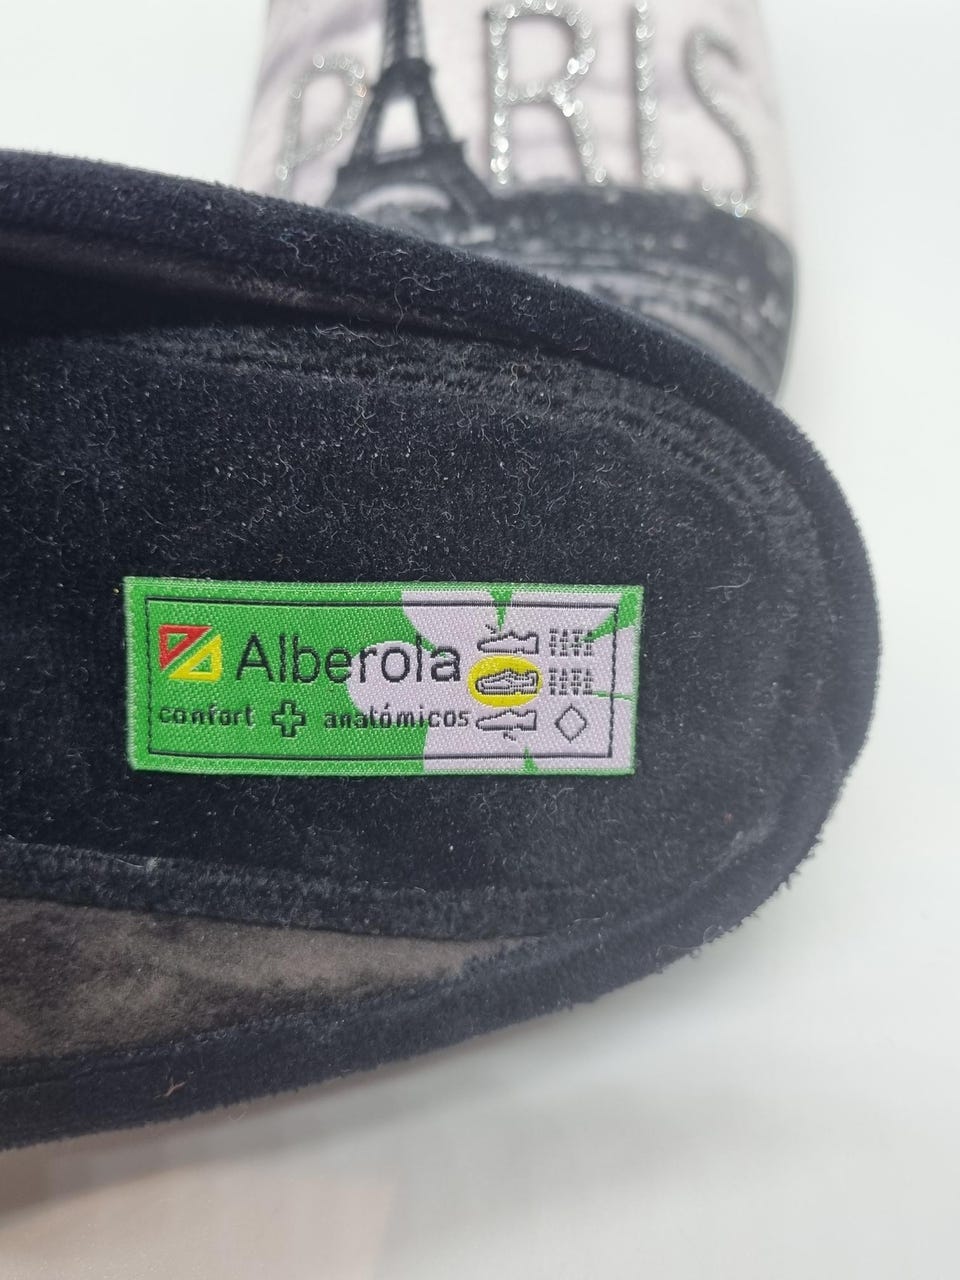 PARIS
Alberola
confort + anatómicos